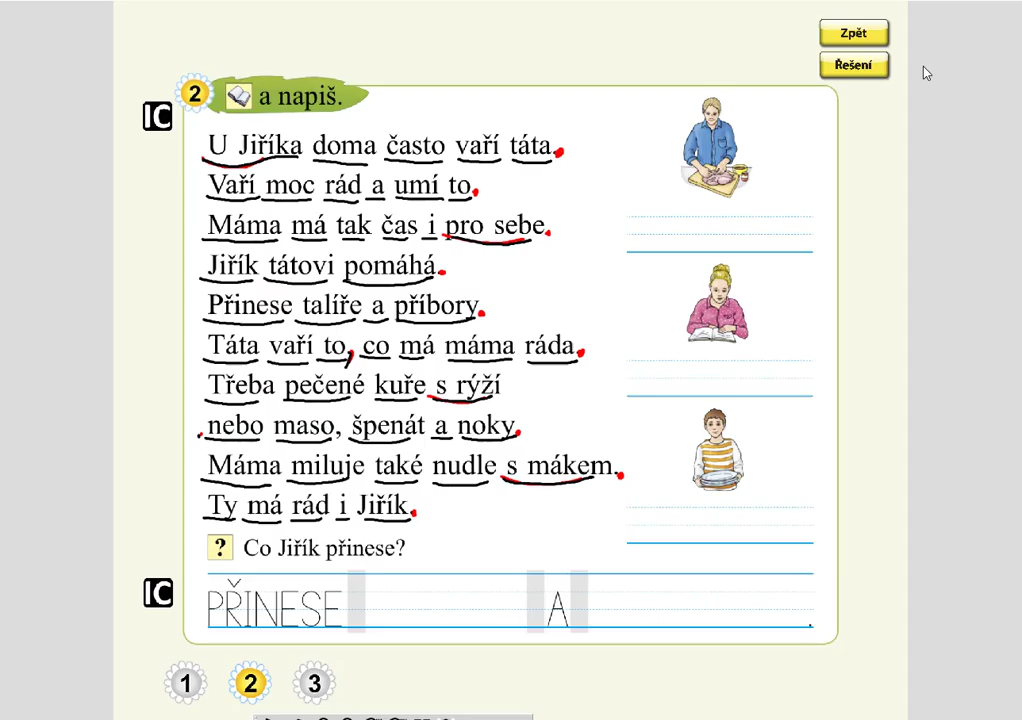 Zpět
Řešení
2 a napiš.
IC
U Jiříka doma často vaří táta.
Vaří moc rád a umí to.
Máma má tak čas i pro sebe.
Jiřík tátovi pomáhá.
Přinese talíře a příbory.
Táta vaří to, co má máma ráda.
Třeba pečené kuře s rýží
nebo maso, špenát a noky.
Máma miluje také nudle s mákem.
Ty má rád i Jiřík.
? Co Jiřík přinese?
IC
PŘINESE A .
1 2 3